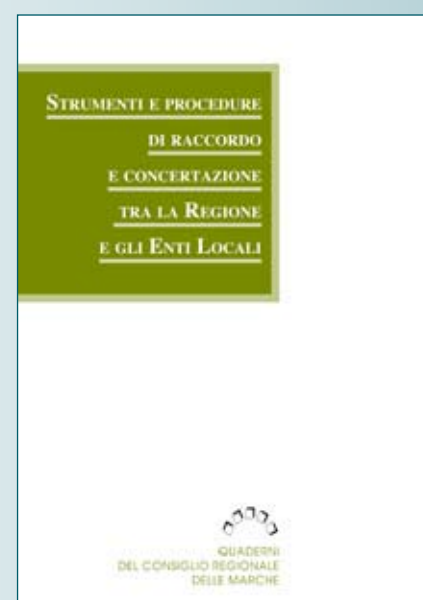 STRUMENTI E PROCEDURE
DI RACCORDO
E CONCERTAZIONE
TRA LA REGIONE
E GLI ENTI LOCALI
QUADERNI
DEL CONSIGLIO REGIONALE
DELLE MARCHE